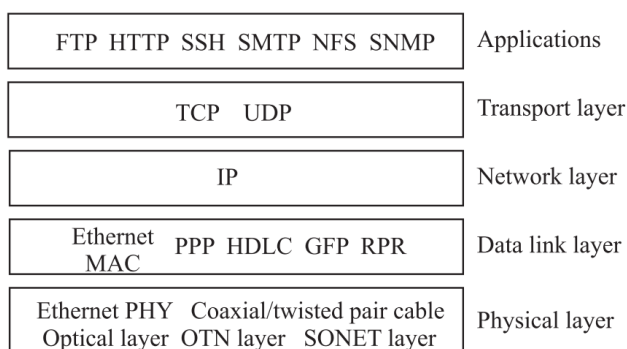 FTP HTTP SSH SMTP NFS SNMP Applications
TCP UDP Transport layer
IP Network layer
Ethernet MAC PPP HDLC GFP RPR Data link layer
Ethernet PHY Coaxial/twisted pair cable
Optical layer OTN layer SONET layer
Physical layer